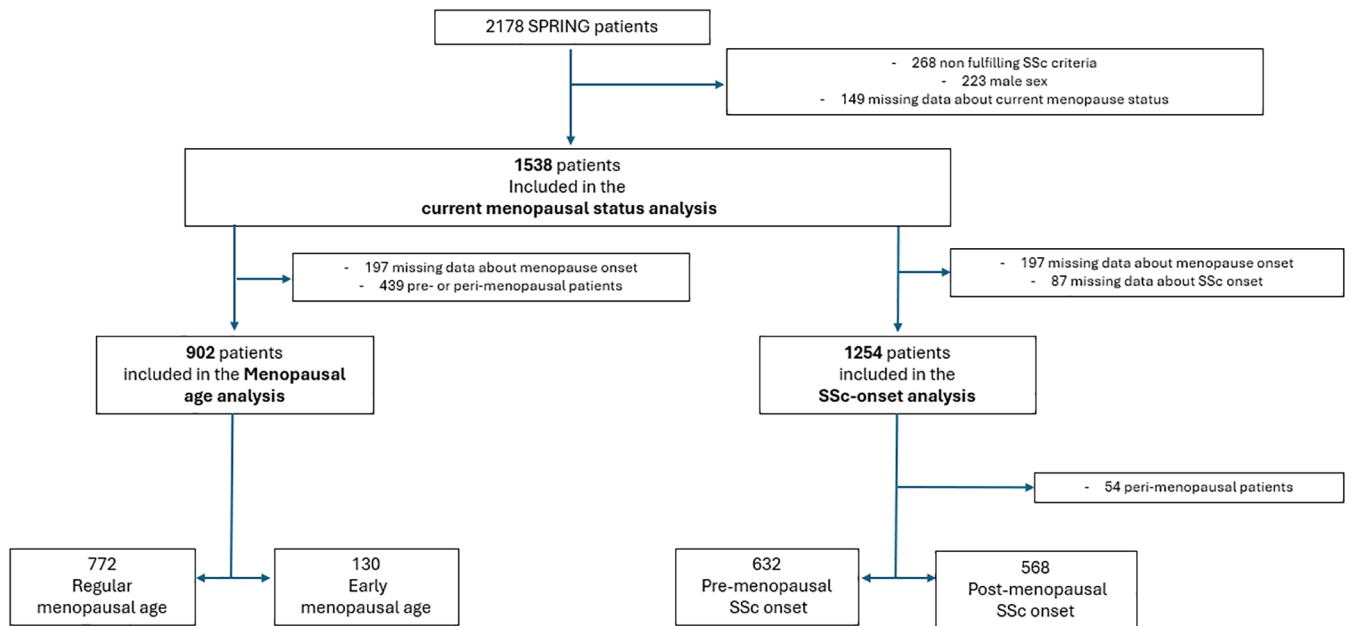 2178 SPRING patients
- 268 non fulfilling SSc criteria
- 223 male sex
- 149 missing data about current menopause status
1538 patients
Included in the
current menopausal status analysis
- 197 missing data about menopause onset
- 439 pre- or peri-menopausal patients
- 197 missing data about menopause onset
- 87 missing data about SSc onset
902 patients
included in the Menopausal
age analysis
1254 patients
included in the
SSc-onset analysis
- 54 peri-menopausal patients
772
Regular
menopausal age
130
Early
menopausal age
632
Pre-menopausal
SSc onset
568
Post-menopausal
SSc onset